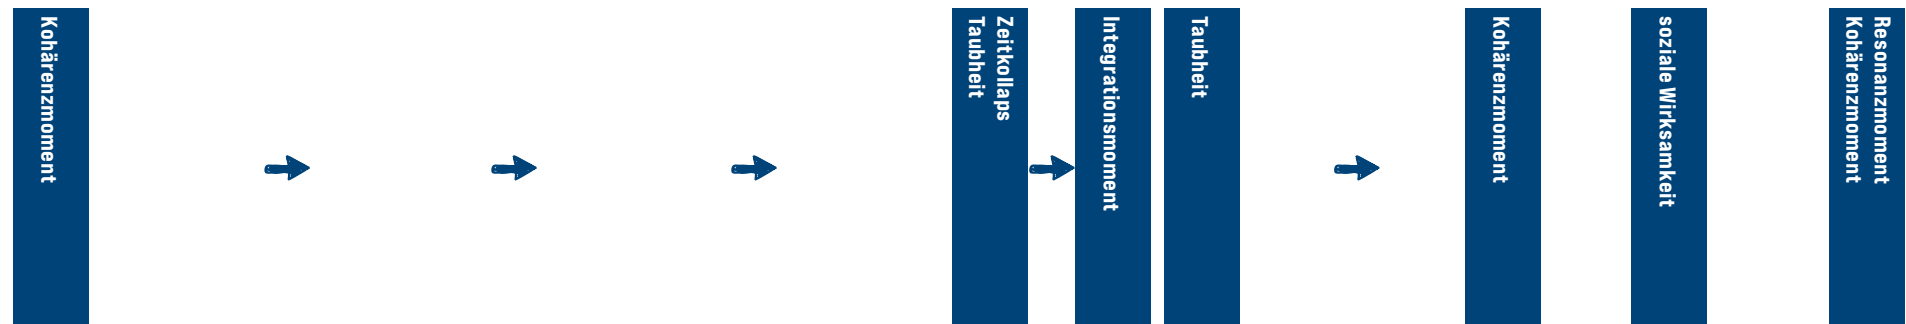 Kohärenzmoment
Zeitkollaps
Taubheit
Integrationsmoment
Taubheit
Kohärenzmoment
soziale Wirksamkeit
Resonanzmoment
Kohärenzmoment